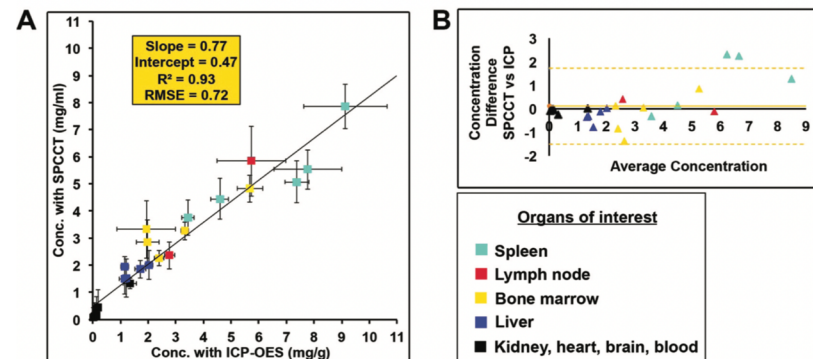 A
Slope = 0.77
Intercept = 0.47
R² = 0.93
RMSE = 0.72
Conc. with SPCCT (mg/ml)
11
10
9
8
7
6
5
4
3
2
1
0
0 1 2 3 4 5 6 7 8 9 10 11
Conc. with ICP-OES (mg/g)
B
Concentration
Difference
SPCCT vs ICP
3
2
1
0
-1
-2
0 1 2 3 4 5 6 7 8 9
Average Concentration
Organs of interest
Spleen
Lymph node
Bone marrow
Liver
Kidney, heart, brain, blood